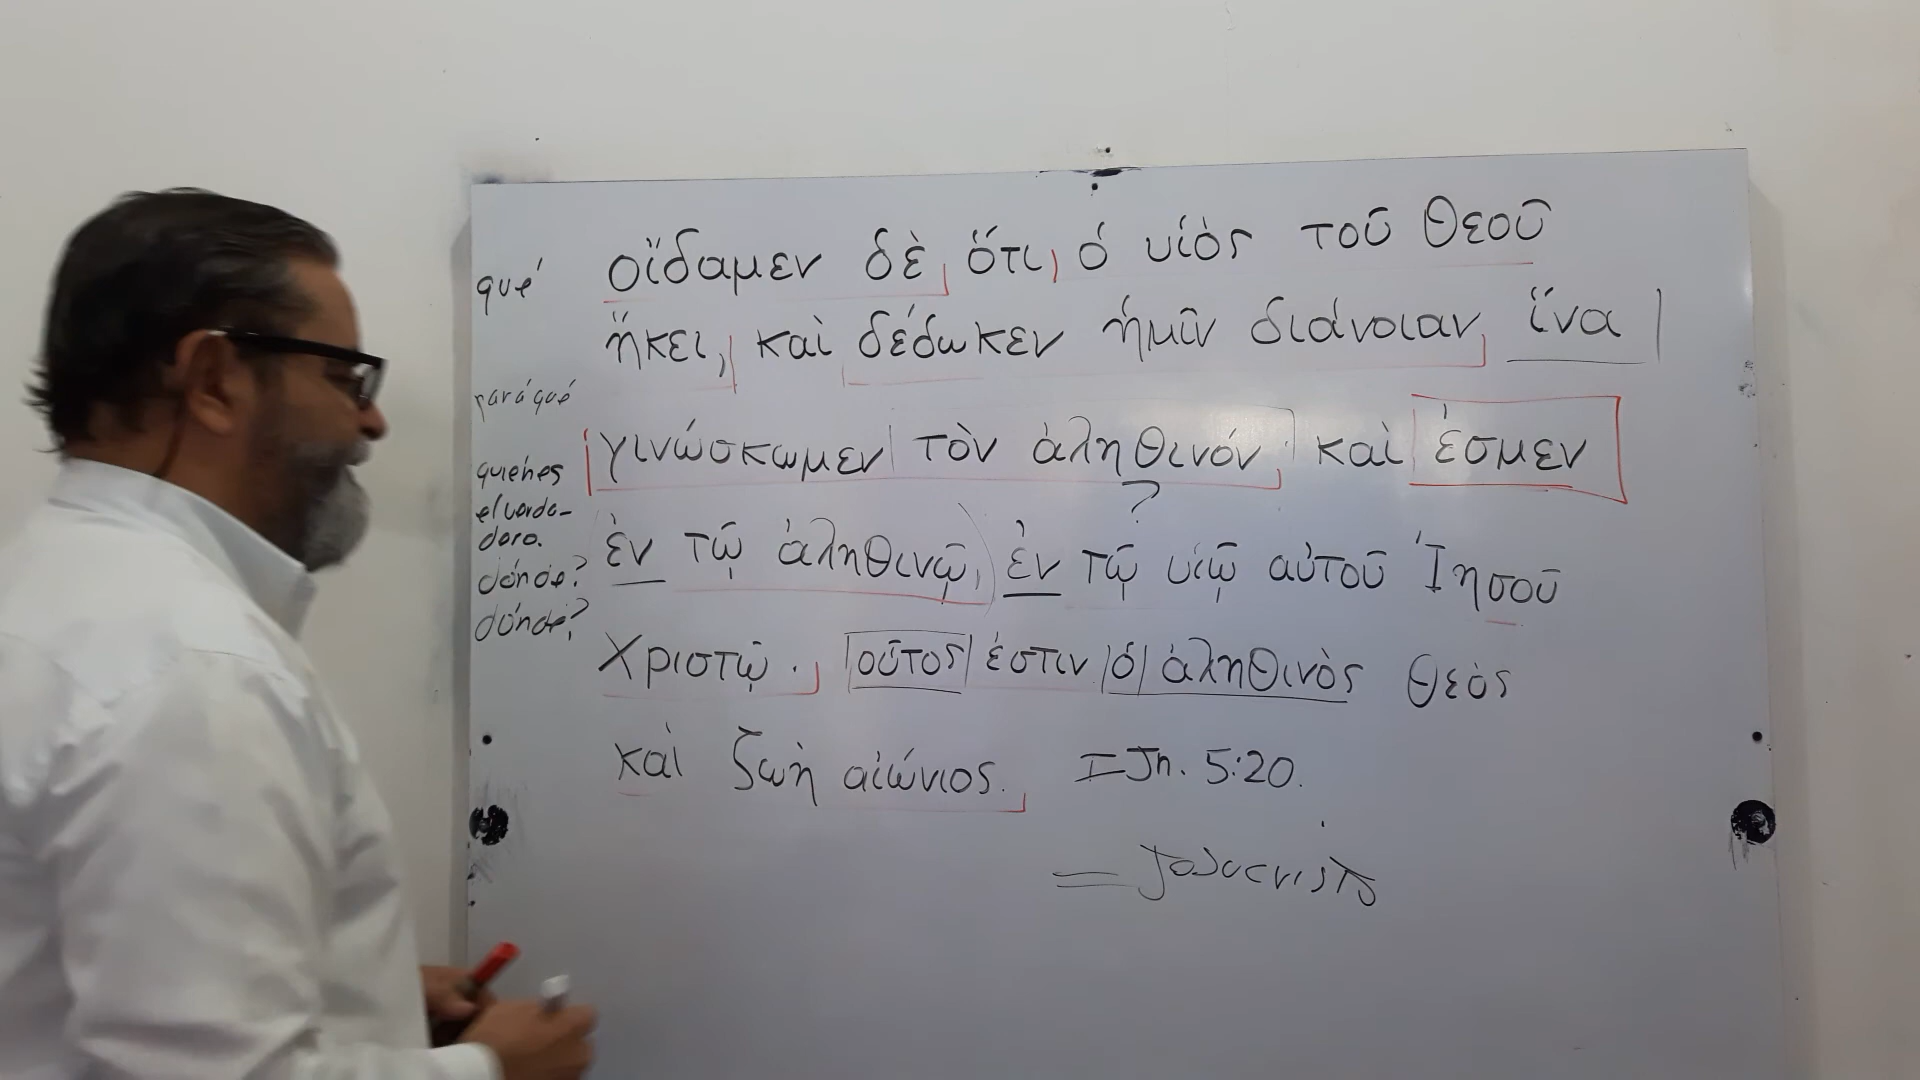 qué
οἴδαμεν δὲ, ὅτι, ὁ υἱὸς τοῦ Θεοῦ
ἥκει, καὶ δέδωκεν ἡμῖν διάνοιαν, ἵνα
para qué
γινώσκωμεν τὸν ἀληθινόν, καὶ ἐσμεν
?
quienes
el verda-
dero.
dónde?
ἐν τῷ ἀληθινῷ, ἐν τῷ υἱῷ αὐτοῦ Ἰησοῦ
dónde?
Χριστῷ. οὗτος ἐστιν ὁ ἀληθινὸς Θεὸς
καὶ ζωὴ αἰώνιος. I Jn. 5:20.
=